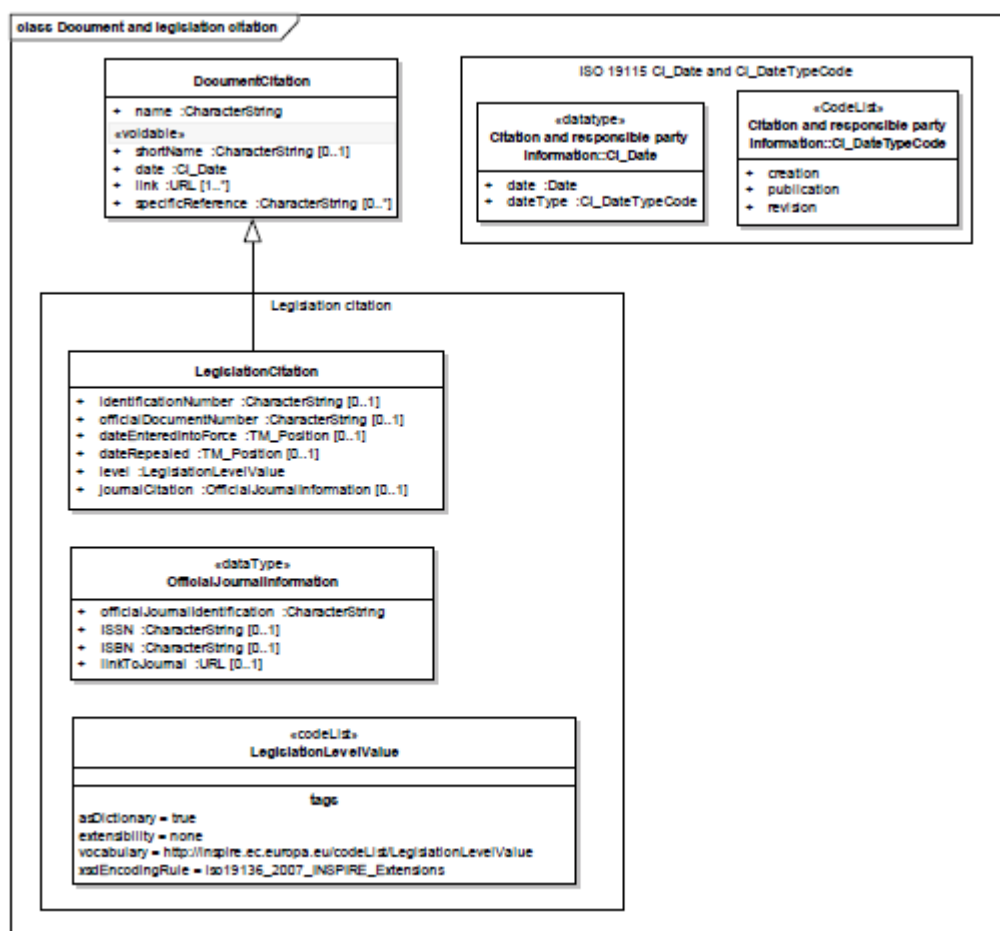 class Document and legislation citation
DocumentCitation
+ name :CharacterString
«voidable»
+ shortName :CharacterString [0..1]
+ date :CI_Date
+ link :URL [1..*]
+ specificReference :CharacterString [0..*]
ISO 19115 CI_Date and CI_DateTypeCode
«datatype»
Citation and responsible party
information::CI_Date
+ date :Date
+ dateType :CI_DateTypeCode
«CodeList»
Citation and responsible party
information::CI_DateTypeCode
+ creation
+ publication
+ revision
Legislation citation
LegislationCitation
+ identificationNumber :CharacterString [0..1]
+ officialDocumentNumber :CharacterString [0..1]
+ dateEnteredIntoForce :TM_Position [0..1]
+ dateRepealed :TM_Position [0..1]
+ level :LegislationLevelValue
+ journalCitation :OfficialJournalInformation [0..1]
«dataType»
OfficialJournalInformation
+ officialJournalIdentification :CharacterString
+ ISSN :CharacterString [0..1]
+ ISBN :CharacterString [0..1]
+ linkToJournal :URL [0..1]
«codeList»
LegislationLevelValue
tags
asDictionary = true
extensibility = none
vocabulary = http://inspire.ec.europa.eu/codeList/LegislationLevelValue
xsdEncodingRule = iso19136_2007_INSPIRE_Extensions